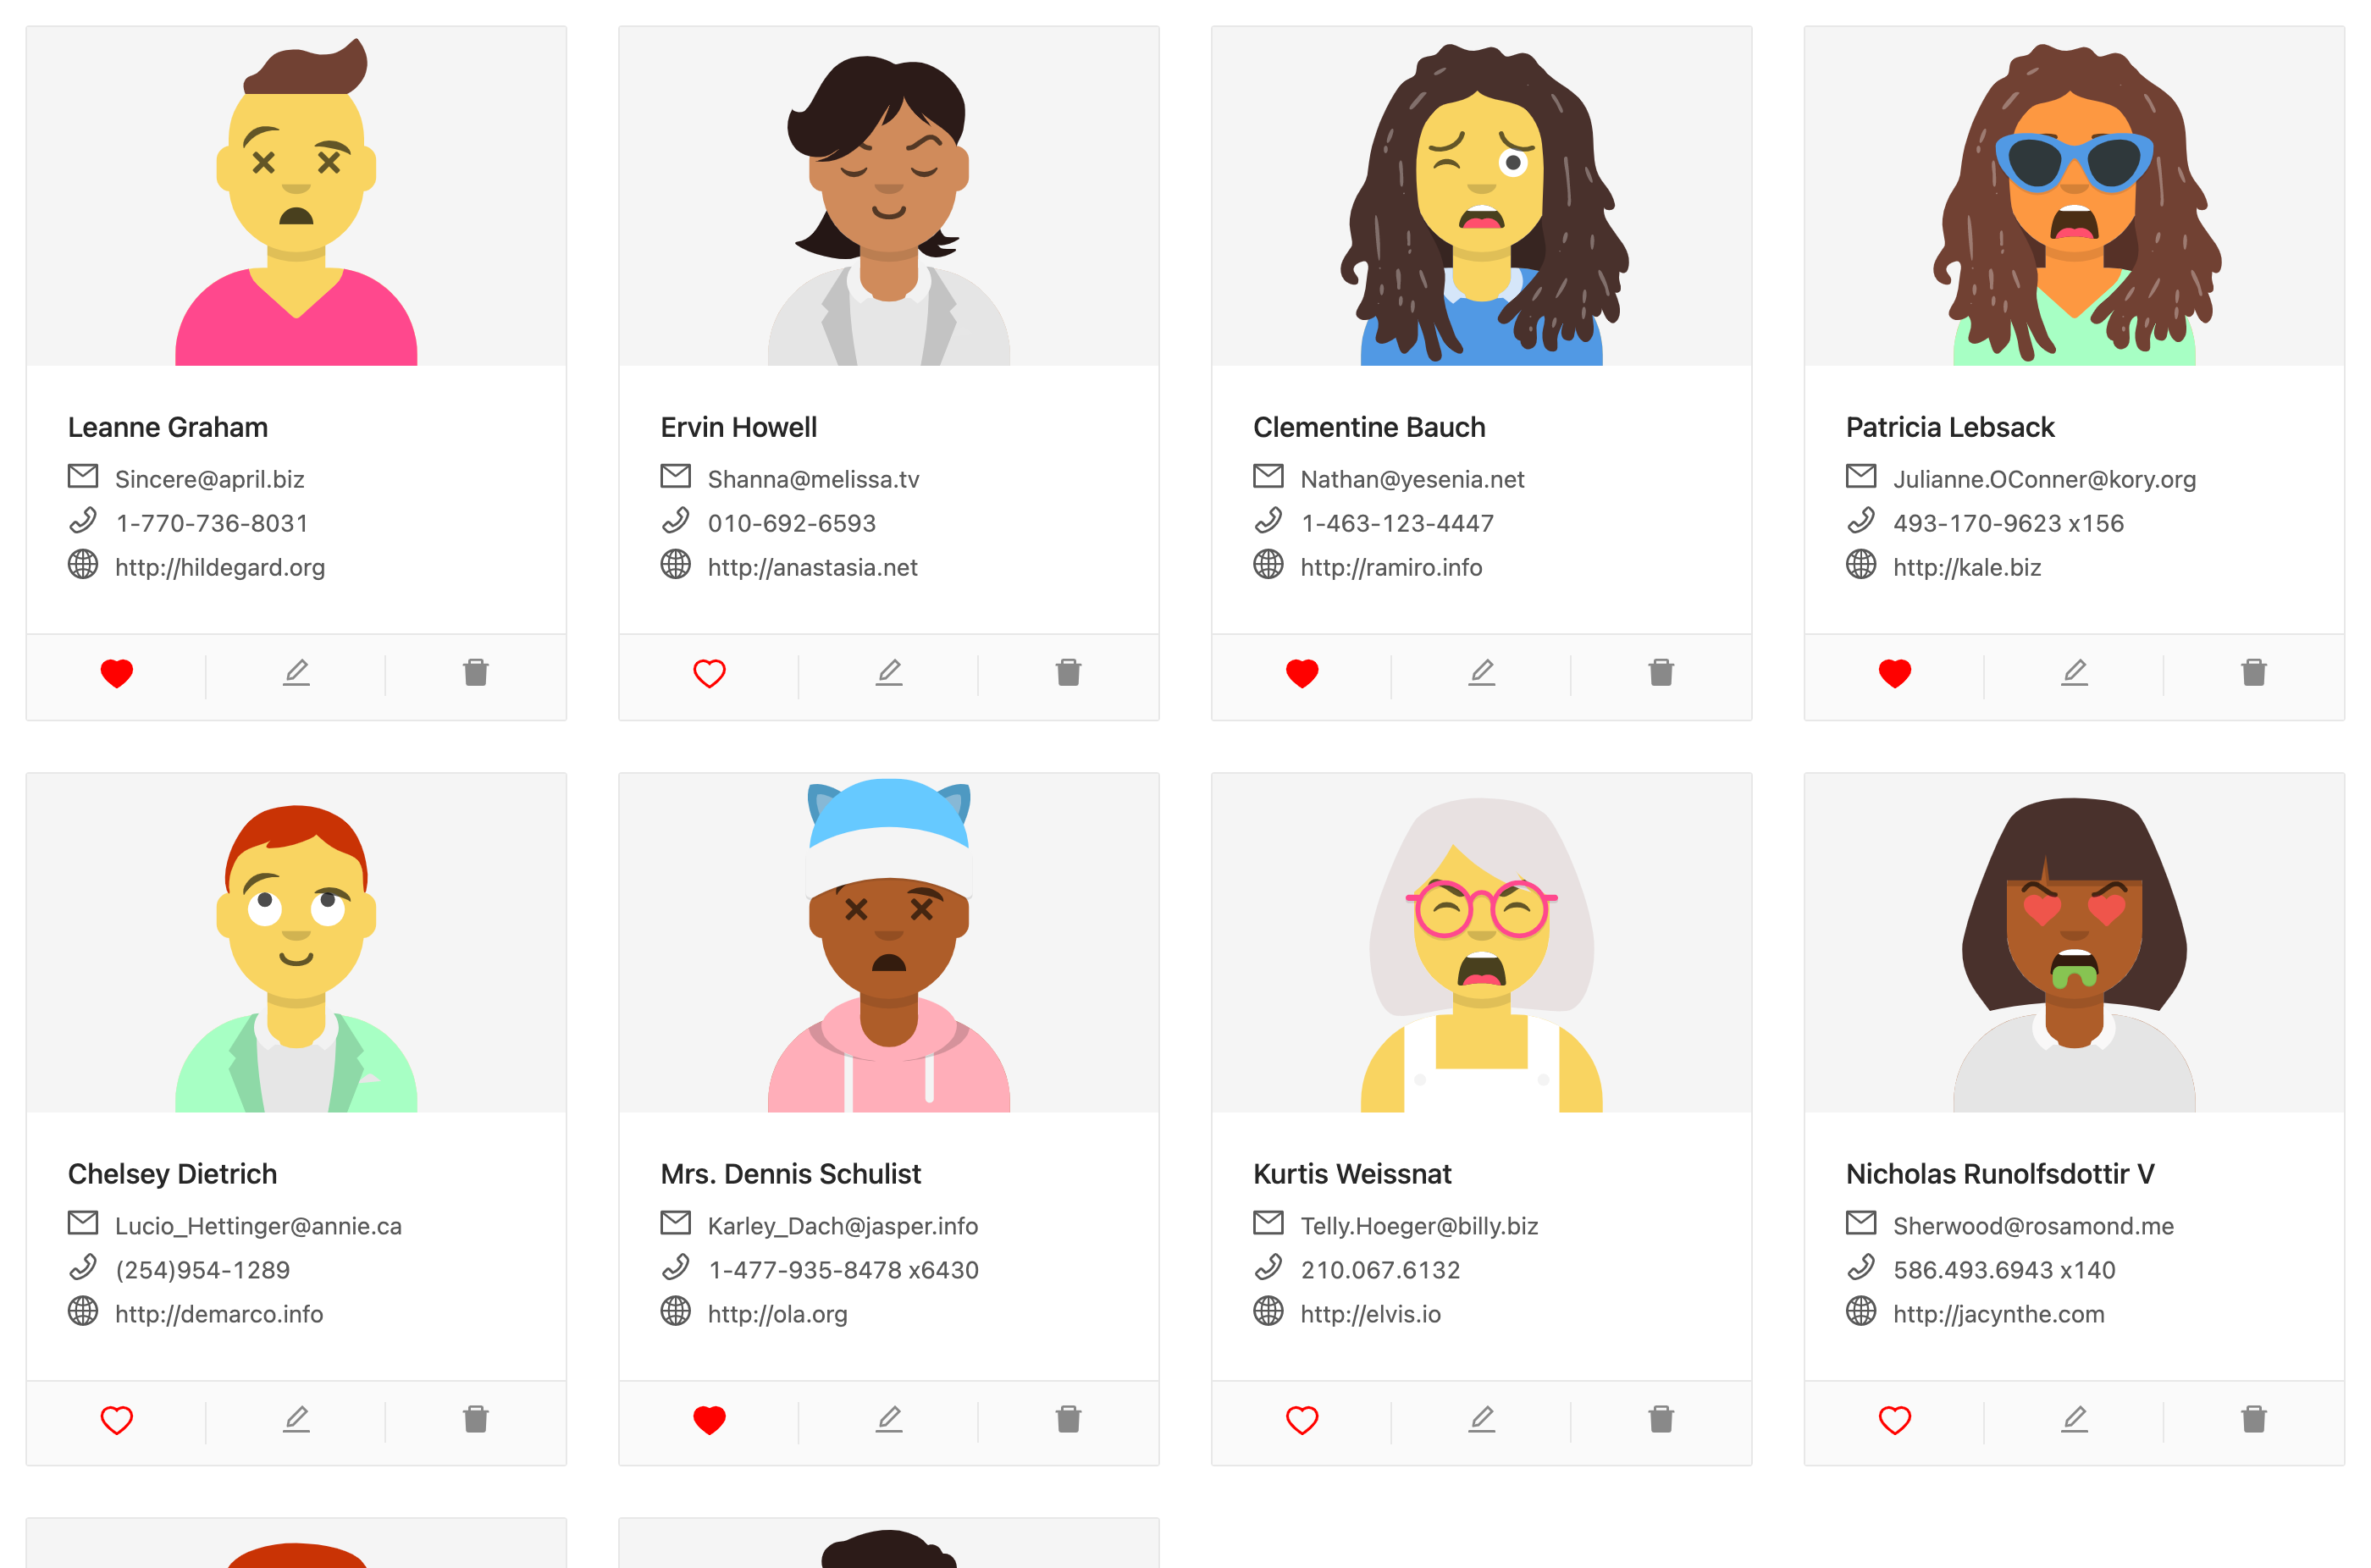 Leanne Graham
Sincere@april.biz
1-770-736-8031
http://hildegard.org
Ervin Howell
Shanna@melissa.tv
010-692-6593
http://anastasia.net
Clementine Bauch
Nathan@yesenia.net
1-463-123-4447
http://ramiro.info
Patricia Lebsack
Julianne.OConner@kory.org
493-170-9623 x156
http://kale.biz
Chelsey Dietrich
Lucio_Hettinger@annie.ca
(254)954-1289
http://demarco.info
Mrs. Dennis Schulist
Karley_Dach@jasper.info
1-477-935-8478 x6430
http://ola.org
Kurtis Weissnat
Telly.Hoeger@billy.biz
210.067.6132
http://elvis.io
Nicholas Runolfsdottir V
Sherwood@rosamond.me
586.493.6943 x140
http://jacynthe.com